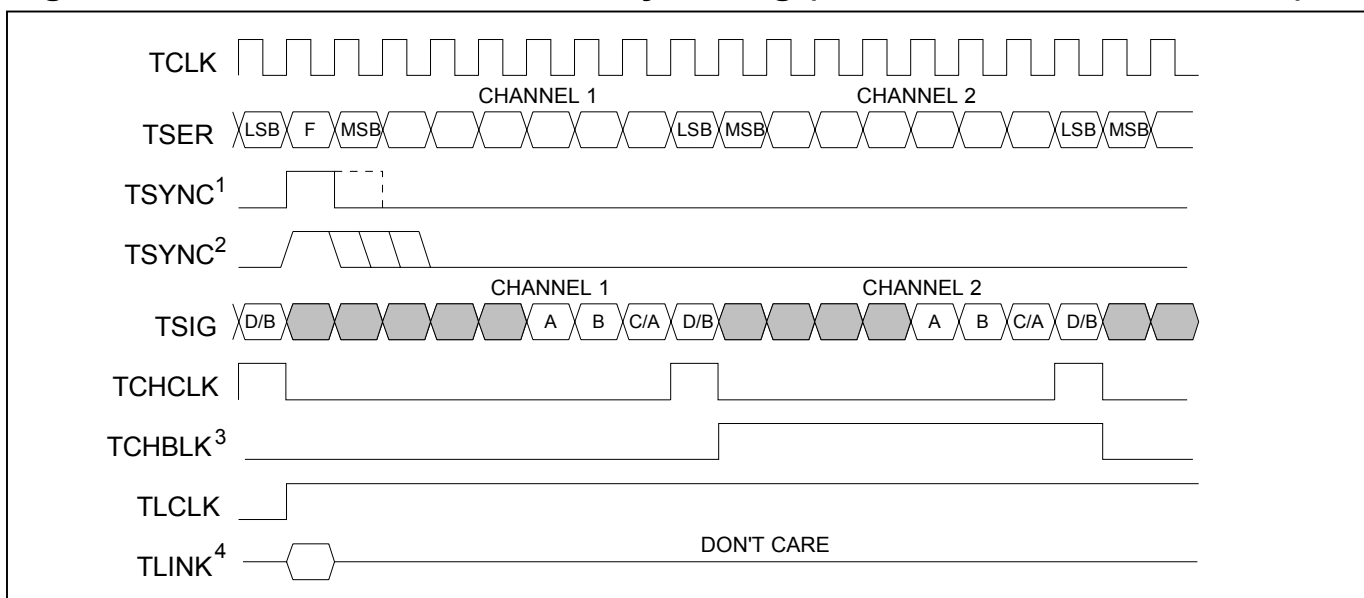 TCLK
CHANNEL 1 CHANNEL 2
TSER LSB F MSB LSB MSB LSB MSB
TSYNC1
TSYNC2
CHANNEL 1 CHANNEL 2
TSIG D/B A B C/A D/B A B C/A D/B
TCHCLK
TCHBLK3
TLCLK
DON'T CARE
TLINK4